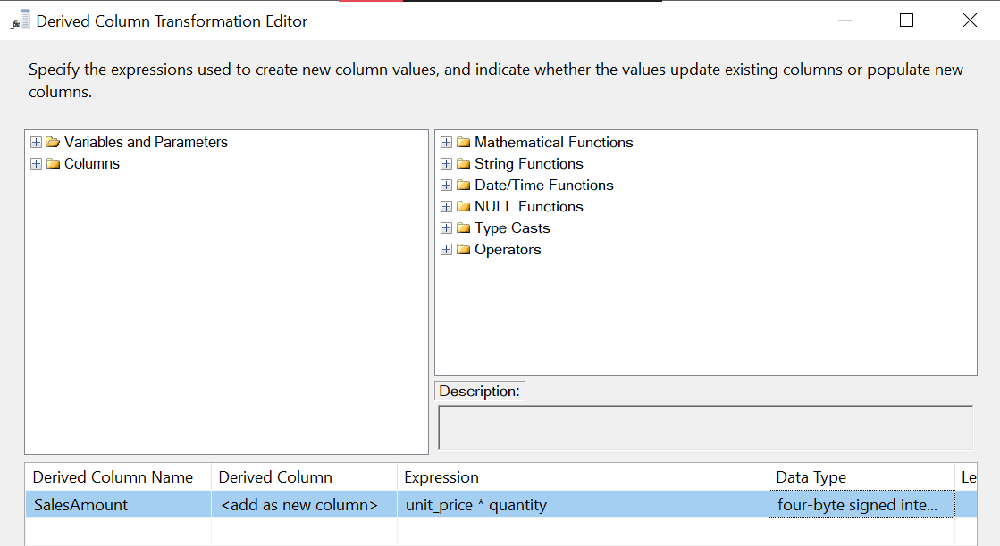 Derived Column Transformation Editor
Specify the expressions used to create new column values, and indicate whether the values update existing columns or populate new
columns.
Variables and Parameters
Columns
Mathematical Functions
String Functions
Date/Time Functions
NULL Functions
Type Casts
Operators
Description:
Derived Column Name Derived Column Expression Data Type Le
SalesAmount <add as new column> unit_price * quantity four-byte signed inte...